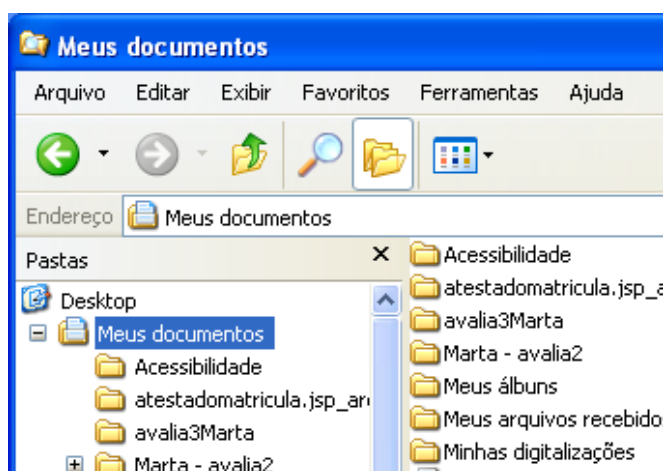 Meus documentos
Arquivo Editar Exibir Favoritos Ferramentas Ajuda
Endereço Meus documentos
Pastas
Desktop
Meus documentos
Acessibilidade
atestadomatricula.jsp_ar
avalia3Marta
Marta - avalia2
Acessibilidade
atestadomatricula.jsp_a
avalia3Marta
Marta - avalia2
Meus álbuns
Meus arquivos recebido
Minhas digitalizações